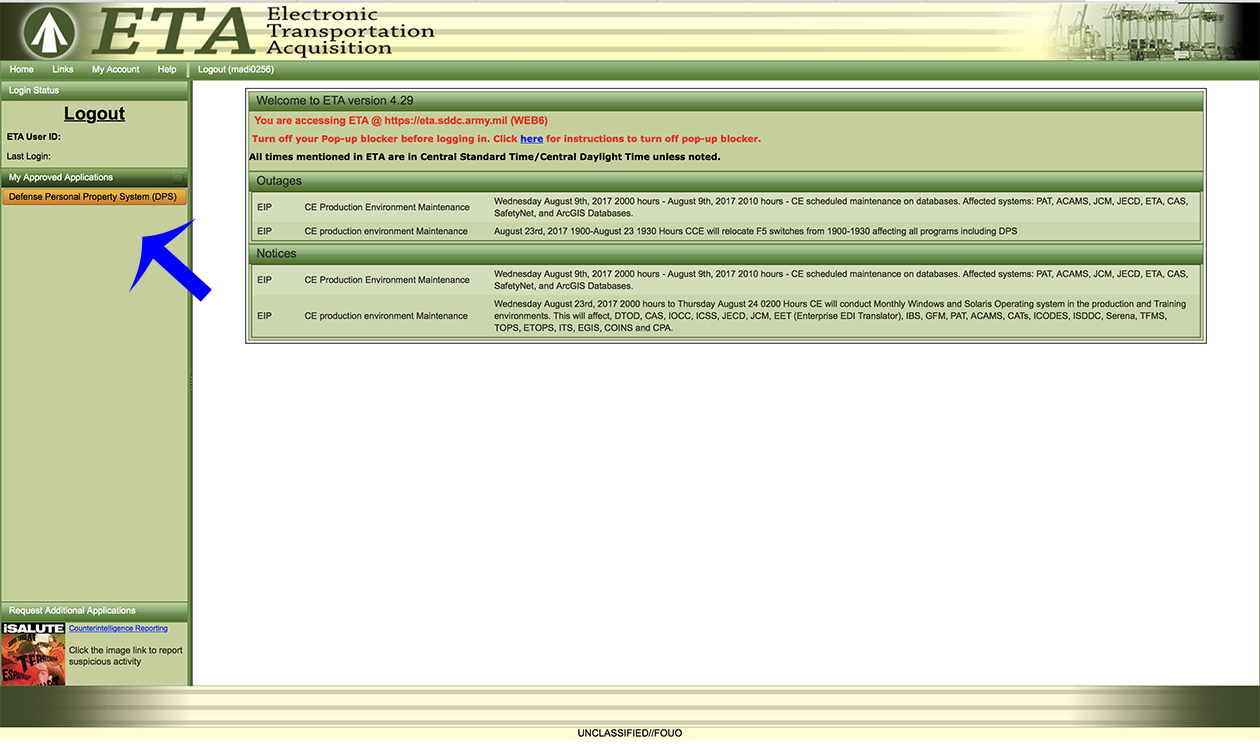 ETA Electronic
Transportation
Acquisition
Home Links My Account Help Logout (madi0256)
Login Status
Logout
ETA User ID:
Last Login:
My Approved Applications
Defense Personal Property System (DPS)
Welcome to ETA version 4.29
You are accessing ETA @ https://eta.sddc.army.mil (WEB6)
Turn off your Pop-up blocker before logging in. Click here for instructions to turn off pop-up blocker.
All times mentioned in ETA are in Central Standard Time/Central Daylight Time unless noted.
Outages
EIP CE Production Environment Maintenance Wednesday August 9th, 2017 2000 hours - August 9th, 2017 2010 hours - CE scheduled maintenance on databases. Affected systems: PAT, ACAMS, JCM, JECD, ETA, CAS,
SafetyNet, and ArcGIS Databases.
EIP CE production environment Maintenance August 23rd, 2017 1900-August 23 1930 Hours CCE will relocate F5 switches from 1900-1930 affecting all programs including DPS
Notices
EIP CE Production Environment Maintenance Wednesday August 9th, 2017 2000 hours - August 9th, 2017 2010 hours - CE scheduled maintenance on databases. Affected systems: PAT, ACAMS, JCM, JECD, ETA, CAS,
SafetyNet, and ArcGIS Databases.
Wednesday August 23rd, 2017 2000 hours to Thursday August 24 0200 Hours CE will conduct Monthly Windows and Solaris Operating system in the production and Training
EIP CE production environment Maintenance environments. This will affect, DTOD, CAS, IOCC, ICSS, JECD, JCM, EET (Enterprise EDI Translator), IBS, GFM, PAT, ACAMS, CATs, ICODES, ISDDC, Serena, TFMS,
TOPS, ETOPS, ITS, EGIS, COINS and CPA.
Request Additional Applications
iSALUTE
Counterintelligence Reporting
Click the image link to report
suspicious activity
TERRORISM
UNCLASSIFIED//FOUO